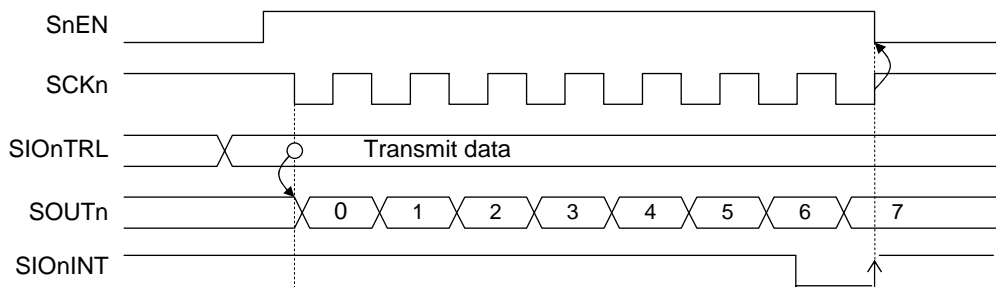 SnEN
SCKn
SIOnTRL Transmit data
SOUTn 0 1 2 3 4 5 6 7
SIOnINT